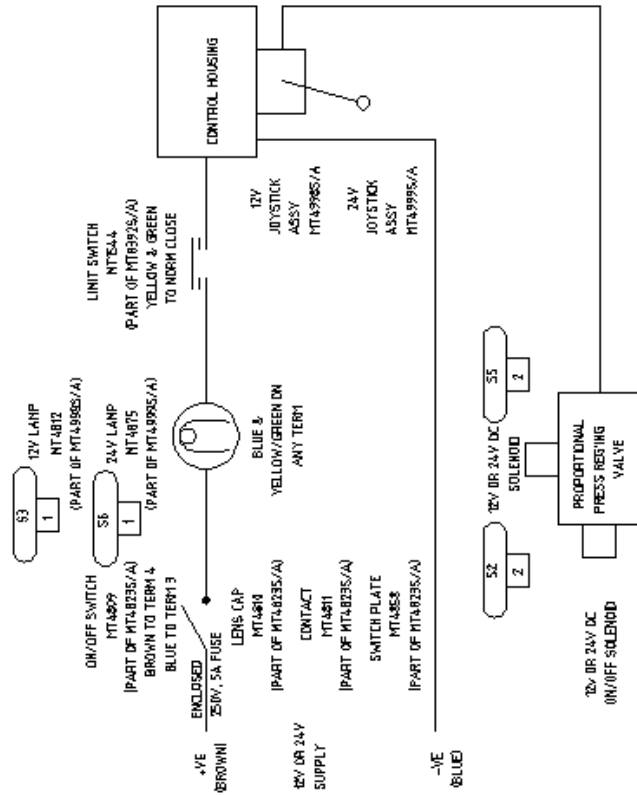 CONTROL HOUSING
LIMIT SWITCH
(PART OF MT83926/A)
YELLOW & GREEN
TO NORM CLOSE
12V
JOYSTICK
ASSY
MT4998S/A
24V
JOYSTICK
ASSY
MT4999S/A
S3
1
12V LAMP
MT4812
(PART OF MT4998S/A)
S6
1
24V LAMP
MT4875
(PART OF MT4999S/A)
BLUE &
YELLOW/GREEN ON
ANY TERM
ON/OFF SWITCH
MT4809
(PART OF MT4823S/A)
BROWN TO TERM 4
BLUE TO TERM 3
ENCLOSED
250V, 5A FUSE
LENS CAP
MT4810
(PART OF MT4823S/A)
CONTACT
MT4811
(PART OF MT4823S/A)
SWITCH PLATE
MT4858
(PART OF MT4823S/A)
+VE
(BROWN)
12V OR 24V
SUPPLY
-VE
(BLUE)
S5
2
12V OR 24V DC
SOLENOID
S2
2
PROPORTIONAL
PRESS REG'ING
VALVE
12V OR 24V DC
ON/OFF SOLENOID